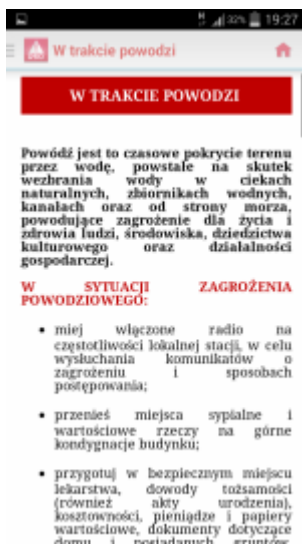 H 32% 19:27
W trakcie powodzi
W TRAKCIE POWODZI
Powódź jest to czasowe pokrycie terenu
przez wodę, powstałe na skutek
wezbrania wody w ciekach
naturalnych, zbiornikach wodnych,
kanałach oraz od strony morza,
powodujące zagrożenie dla życia i
zdrowia ludzi, środowiska, dziedzictwa
kulturowego oraz działalności
gospodarczej.
W SYTUACJI ZAGROŻENIA
POWODZIOWEGO:
• miej włączone radio na
częstotliwości lokalnej stacji, w celu
wysłuchania komunikatów o
zagrożeniu i sposobach
postępowania;
• przenieś miejsca sypialne i
wartościowe rzeczy na górne
kondygnacje budynku;
• przygotuj w bezpiecznym miejscu
lekarstwa, dowody tożsamości
(również akty urodzenia),
kosztowności, pieniądze i papiery
wartościowe, dokumenty dotyczące
domu i posiadanych gruntów,